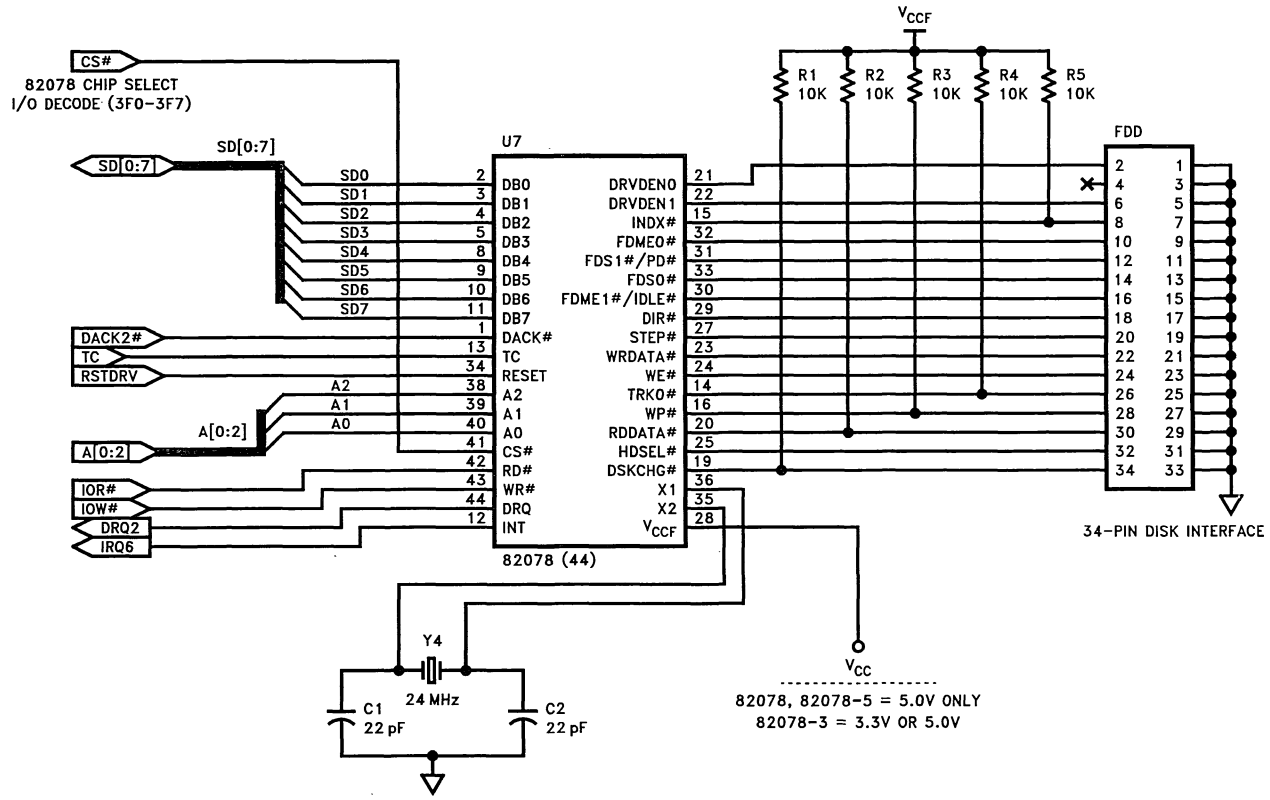 V_CCF
CS#
82078 CHIP SELECT
I/O DECODE (3F0-3F7)
R1
10K
R2
10K
R3
10K
R4
10K
R5
10K
FDD
U7
SD[0:7]
SD[0:7]
SD0 2 DB0
SD1 3 DB1
SD2 4 DB2
SD3 5 DB3
SD4 8 DB4
SD5 9 DB5
SD6 10 DB6
SD7 11 DB7
DACK2# 1 DACK#
TC 13 TC
RSTDRV 34 RESET
A2 38 A2
A1 39 A1
A[0:2] A0 40 A0
A[0:2] 41 CS#
IOR# 42 RD#
IOW# 43 WR#
DRQ2 44 DRQ
IRQ6 12 INT
DRVDEN0 21
DRVDEN1 22
INDX# 15
FDME0# 32
FDS1#/PD# 31
FDS0# 33
FDME1#/IDLE# 30
DIR# 29
STEP# 27
WRDATA# 23
WE# 24
TRK0# 14
WP# 16
RDDATA# 20
HDSEL# 25
DSKCHG# 19
X1 36
X2 35
V_CCF 28
82078 (44)
2 1
4 3
6 5
8 7
10 9
12 11
14 13
16 15
18 17
20 19
22 21
24 23
26 25
28 27
30 29
32 31
34 33
34-PIN DISK INTERFACE
Y4
24 MHz
C1
22 pF
C2
22 pF
V_CC
82078, 82078-5 = 5.0V ONLY
82078-3 = 3.3V OR 5.0V